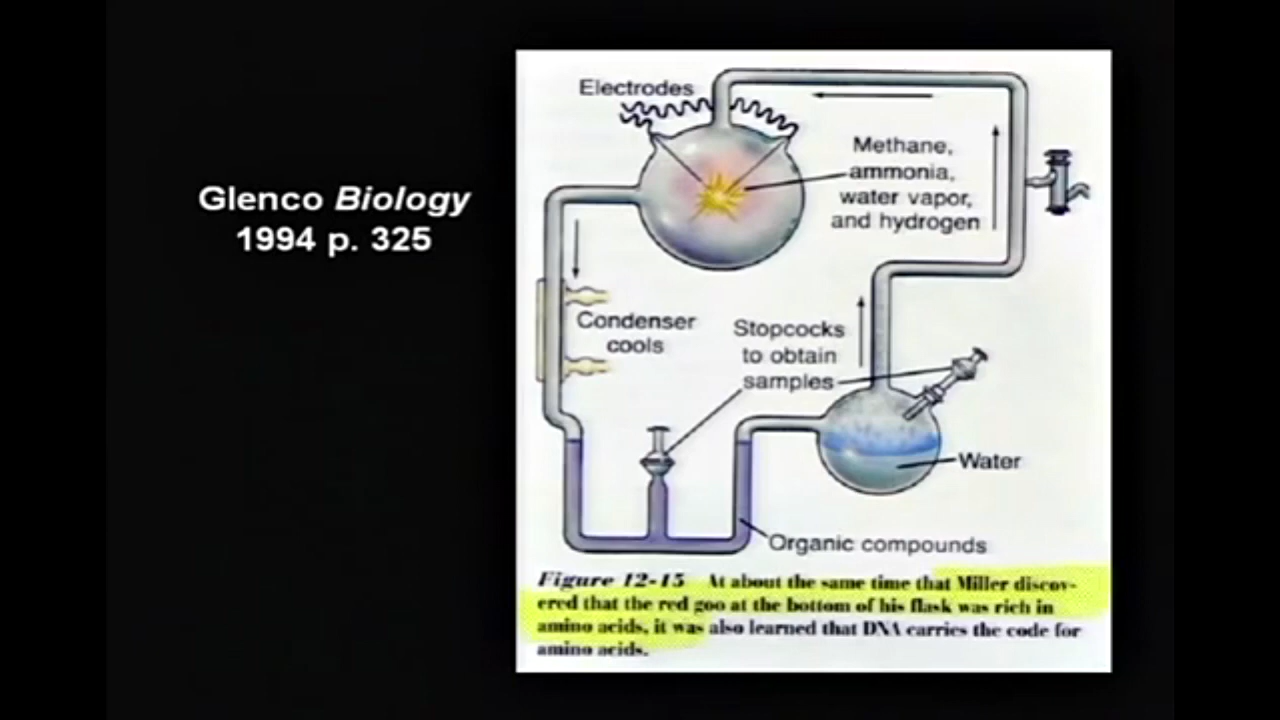 Glenco Biology
1994 p. 325
Electrodes
Methane,
ammonia,
water vapor,
and hydrogen
Condenser
cools
Stopcocks
to obtain
samples
Water
Organic compounds
Figure 12-15 At about the same time that Miller discov-
ered that the red goo at the bottom of his flask was rich in
amino acids, it was also learned that DNA carries the code for
amino acids.